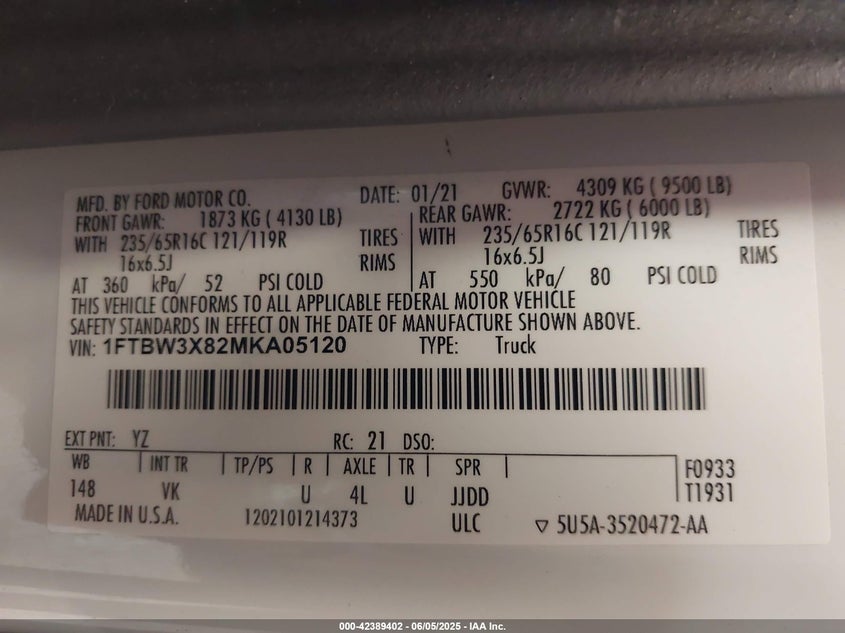 MFD. BY FORD MOTOR CO. DATE: 01/21 GVWR: 4309 KG ( 9500 LB)
FRONT GAWR: 1873 KG ( 4130 LB) REAR GAWR: 2722 KG ( 6000 LB)
WITH 235/65R16C 121/119R TIRES WITH 235/65R16C 121/119R TIRES
16x6.5J RIMS 16x6.5J RIMS
AT 360 kPa/ 52 PSI COLD AT 550 kPa/ 80 PSI COLD
THIS VEHICLE CONFORMS TO ALL APPLICABLE FEDERAL MOTOR VEHICLE
SAFETY STANDARDS IN EFFECT ON THE DATE OF MANUFACTURE SHOWN ABOVE.
VIN: 1FTBW3X82MKA05120 TYPE: Truck
EXT PNT: YZ RC: 21 DSO:
WB INT TR TP/PS R AXLE TR SPR F0933
148 VK U 4L U JJDD T1931
MADE IN U.S.A. 1202101214373 ULC ▽ 5U5A-3520472-AA
000-42389402 - 06/05/2025 - IAA Inc.